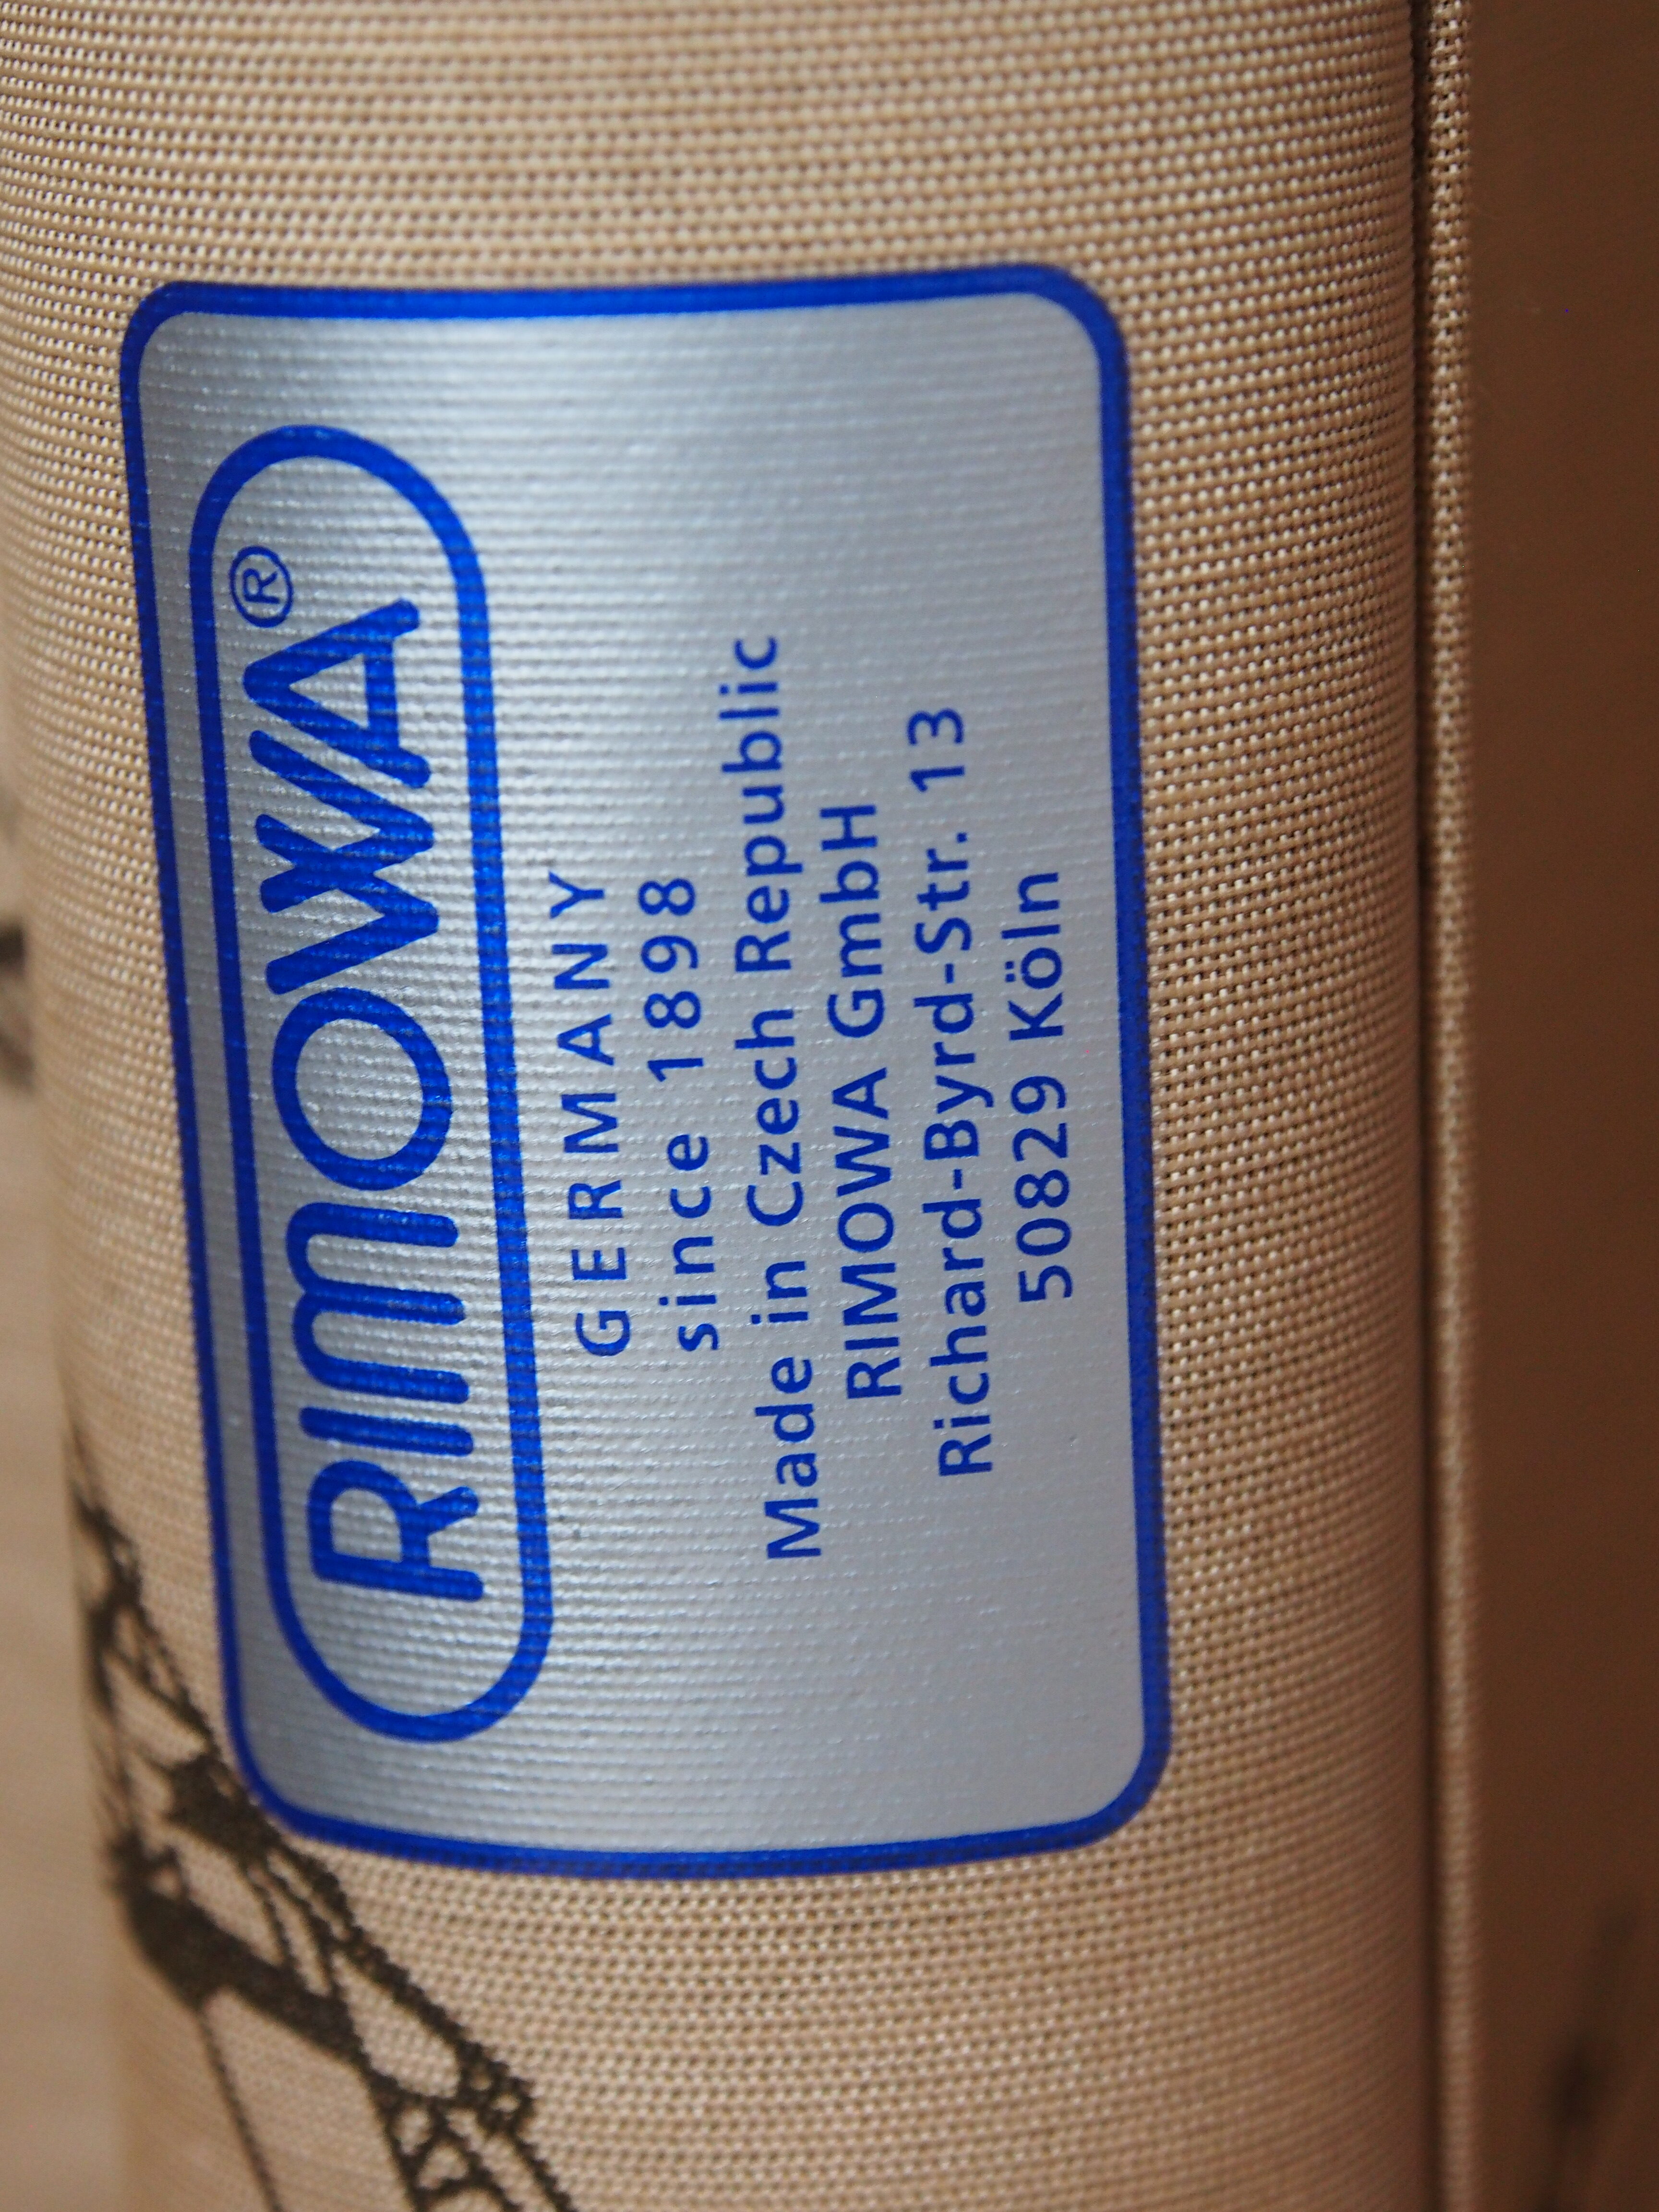 RIMOWA®
GERMANY
since 1898
Made in Czech Republic
RIMOWA GmbH
Richard-Byrd-Str. 13
50829 Köln